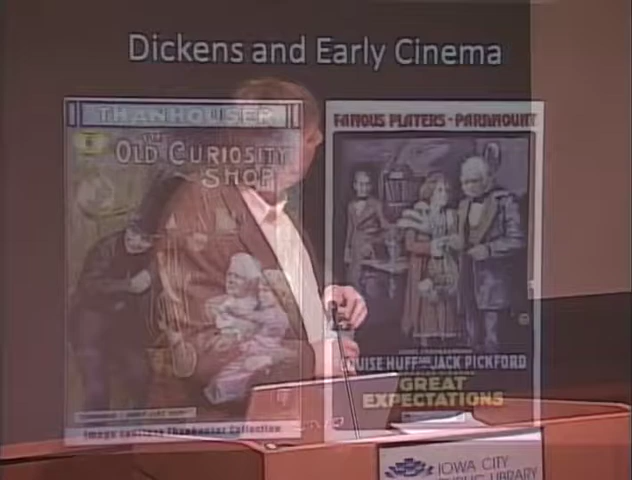 Dickens and Early Cinema
THANHOUSER
THE
OLD CURIOSITY
SHOP
FAMOUS PLAYERS - PARAMOUNT
LOUISE HUFF AND JACK PICKFORD
GREAT
EXPECTATIONS
Image courtesy Thanhouser Collection
IOWA CITY
PUBLIC LIBRARY